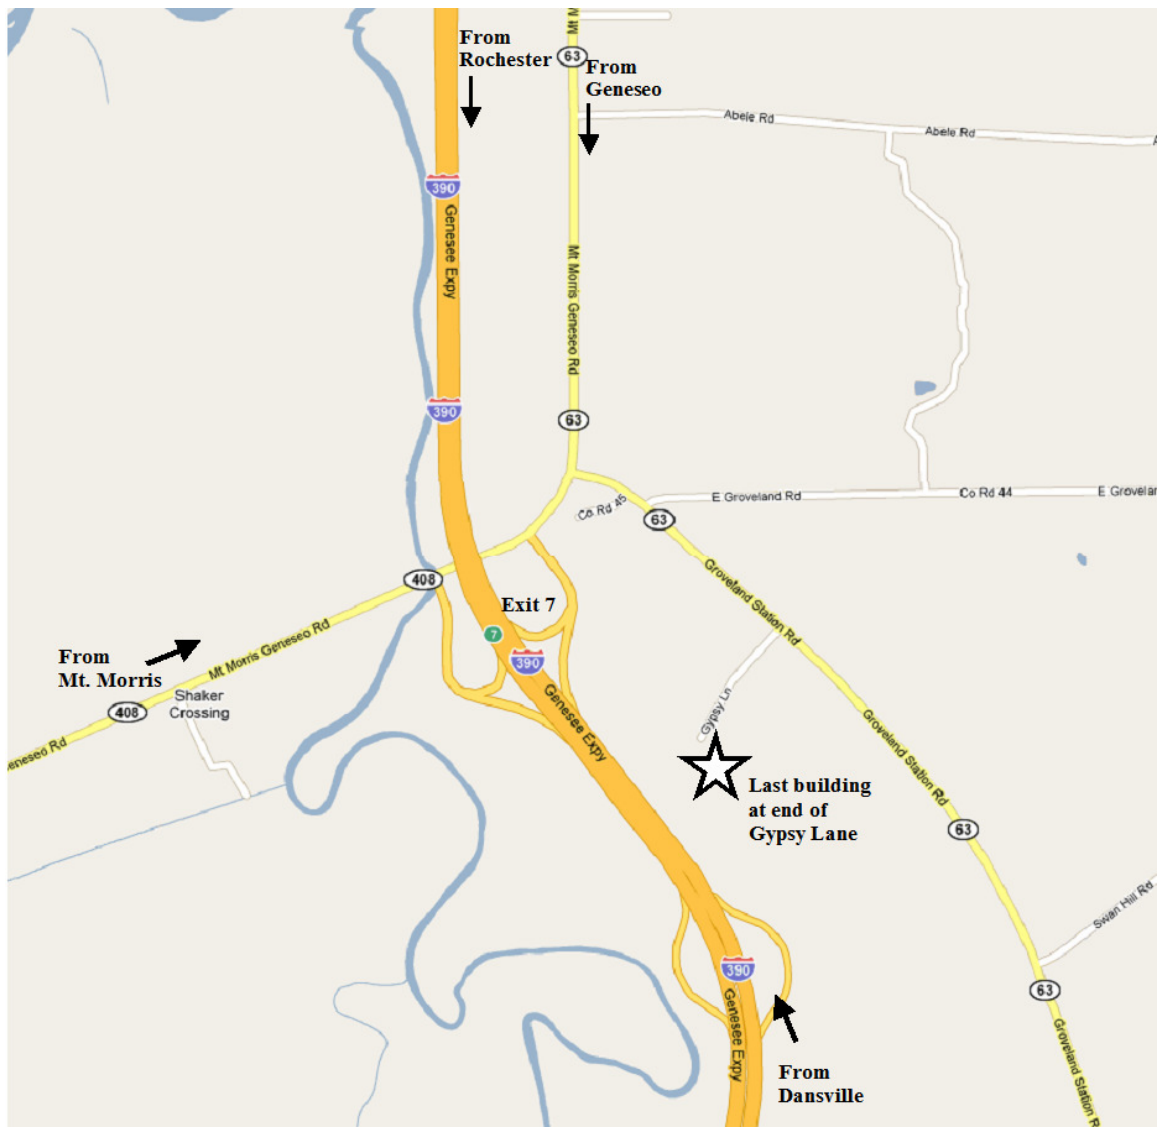 From
Rochester
M W
63
From
Geneseo
Abele Rd
Abele Rd
A
390
Genesee Expy
Mt Morris Geneseo Rd
390
63
E Groveland Rd
Co Rd 44
E Grovelar
Co Rd 45
63
408
Groveland Station Rd
Exit 7
7
From
Mt. Morris
Mt Morris Geneseo Rd
390
Shaker
Crossing
408
Genesee Expy
Gypsy Ln
Groveland Station Rd
eneseo Rd
Last building
at end of
Gypsy Lane
63
Swan Hill Rd
390
63
Genesee Expy
Groveland Station R
From
Dansville